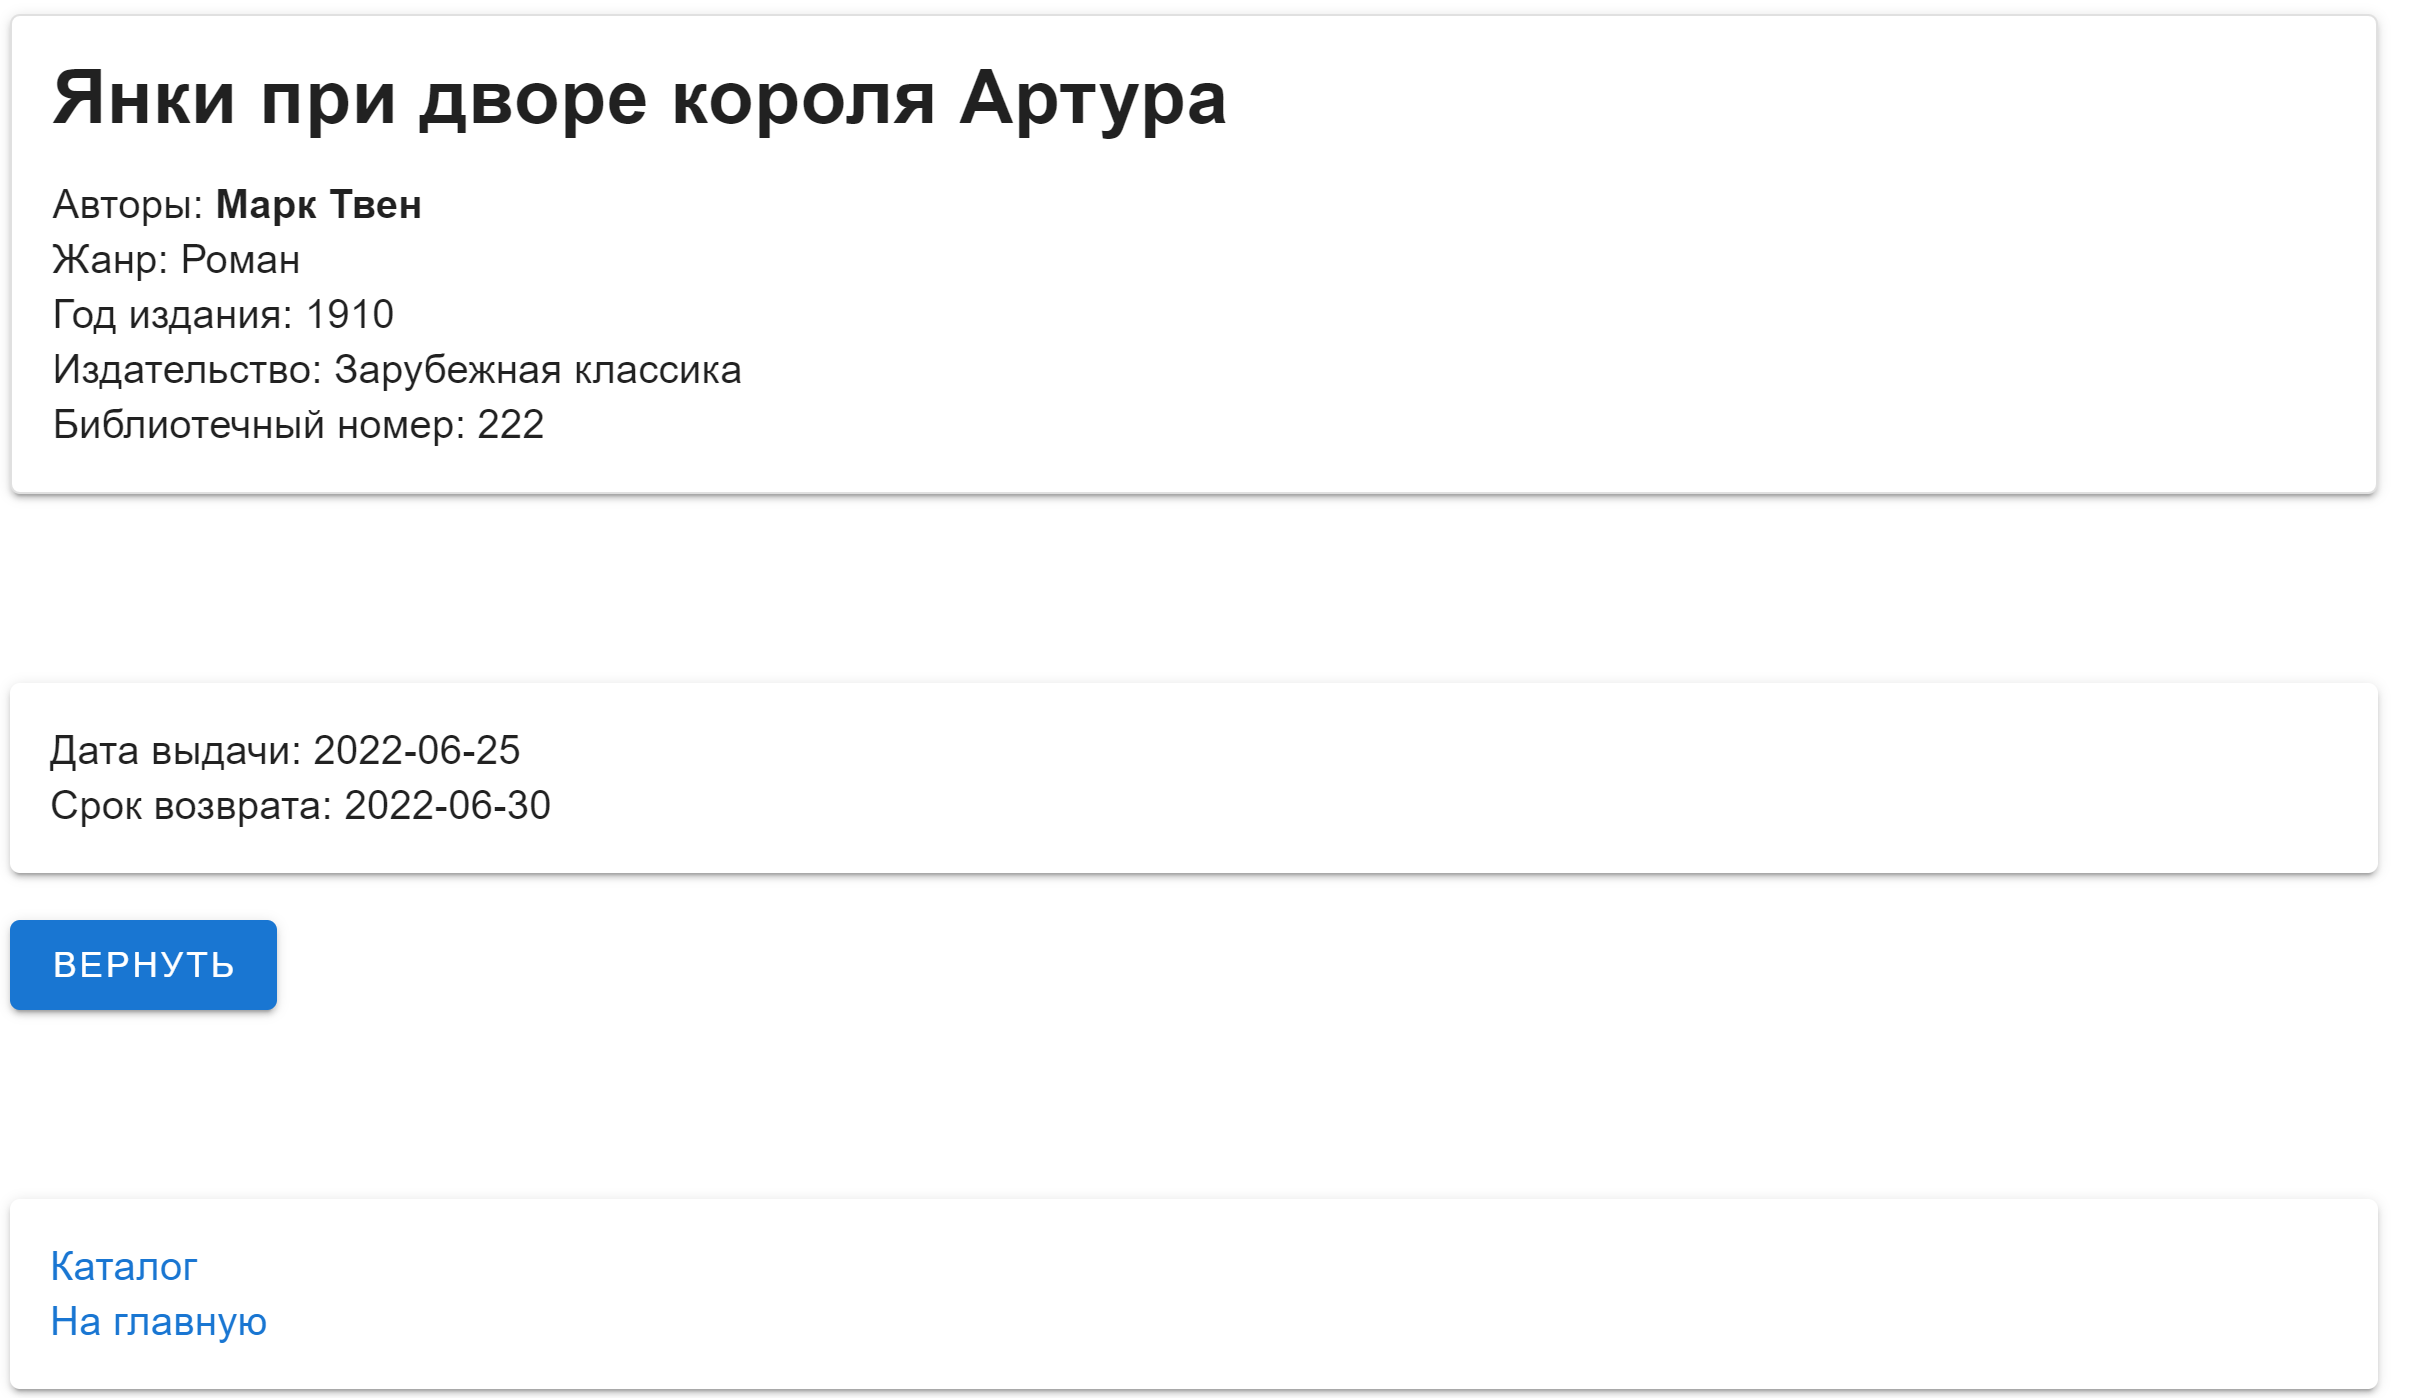 Янки при дворе короля Артура
Авторы: Марк Твен
Жанр: Роман
Год издания: 1910
Издательство: Зарубежная классика
Библиотечный номер: 222
Дата выдачи: 2022-06-25
Срок возврата: 2022-06-30
ВЕРНУТЬ
Каталог
На главную